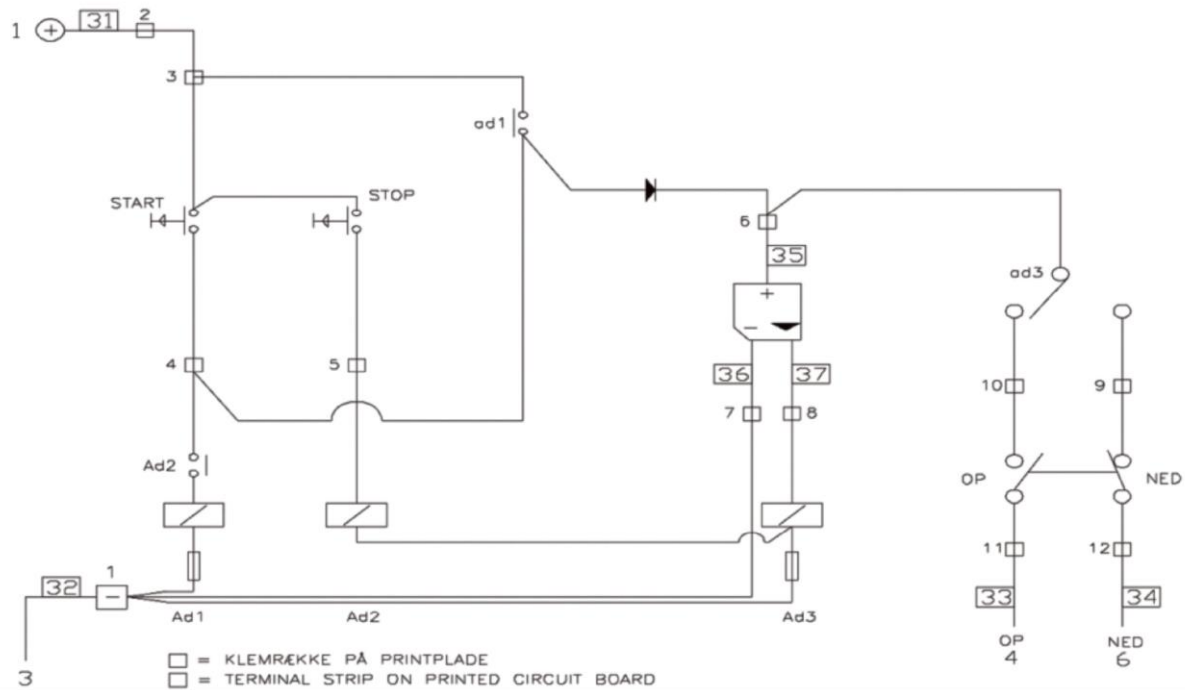 1 + 31 2
3
ad1
START STOP
6
35
+
ad3
−
4 5
36 37
10 9
7 8
Ad2
OP NED
11 12
32 1
−
33 34
Ad1 Ad2 Ad3
OP NED
4 6
3
= KLEMRÆKKE PÅ PRINTPLADE
= TERMINAL STRIP ON PRINTED CIRCUIT BOARD